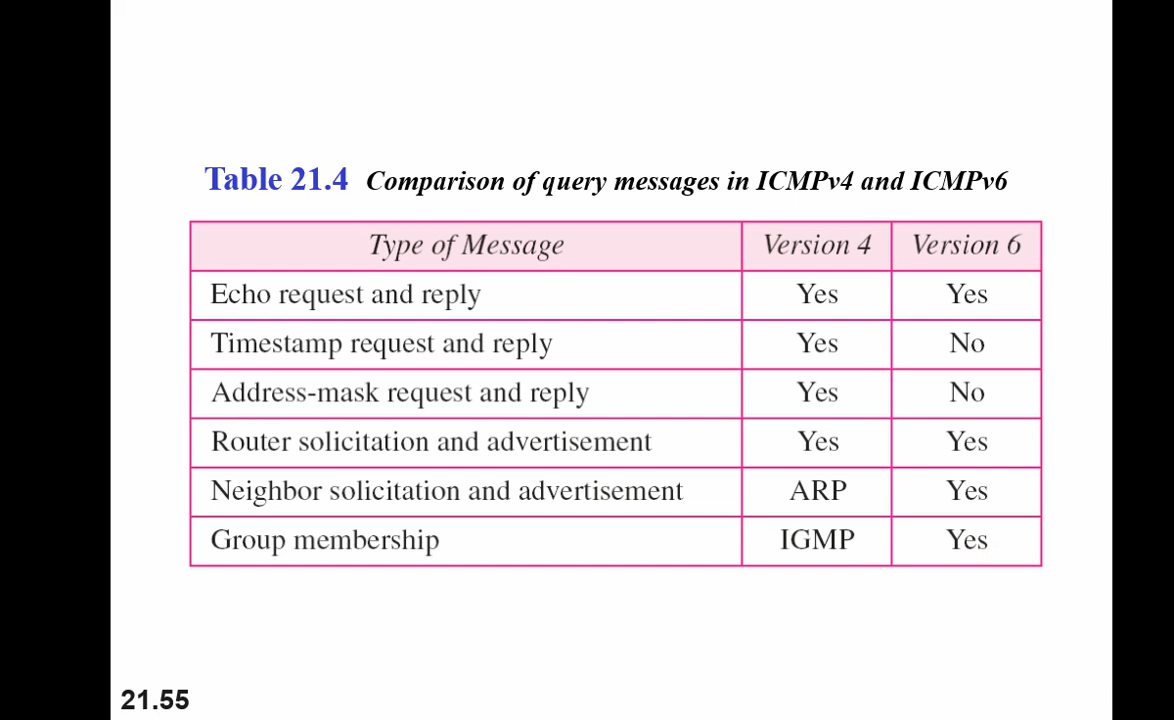 Table 21.4 Comparison of query messages in ICMPv4 and ICMPv6
Type of Message Version 4 Version 6
Echo request and reply Yes Yes
Timestamp request and reply Yes No
Address-mask request and reply Yes No
Router solicitation and advertisement Yes Yes
Neighbor solicitation and advertisement ARP Yes
Group membership IGMP Yes
21.55